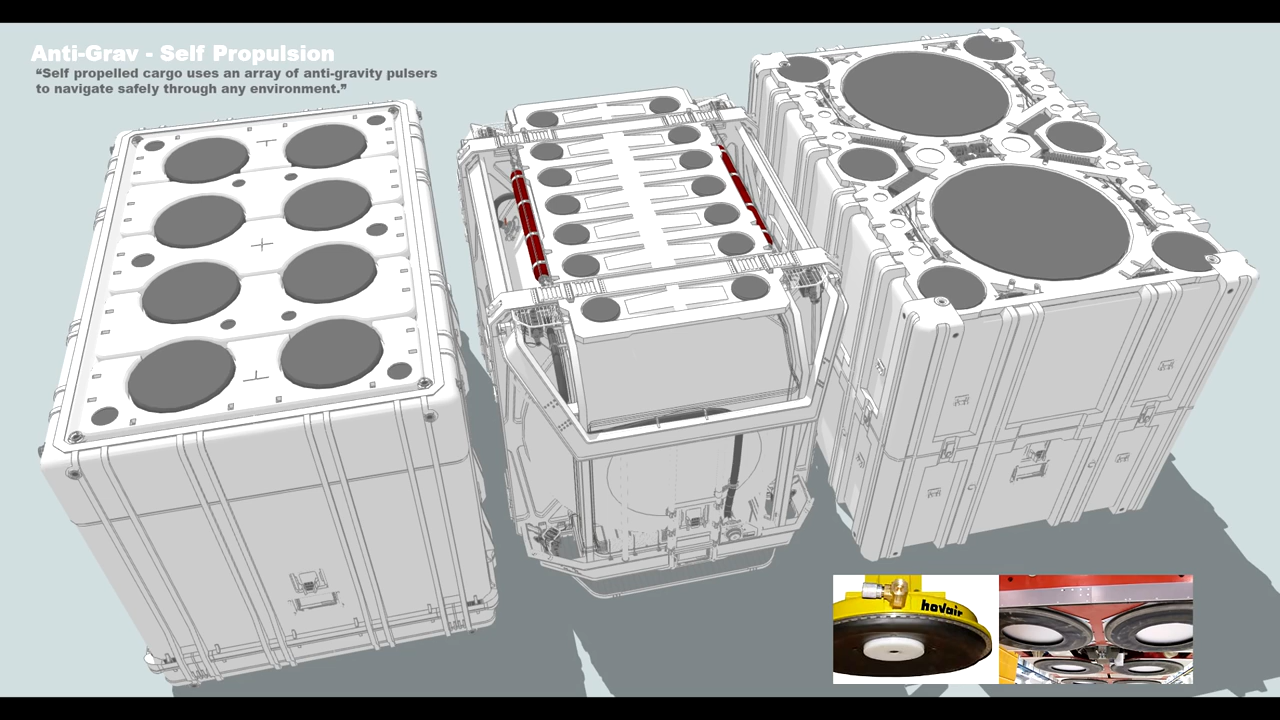 Anti-Grav - Self Propulsion
“Self propelled cargo uses an array of anti-gravity pulsers
to navigate safely through any environment.”
hovair